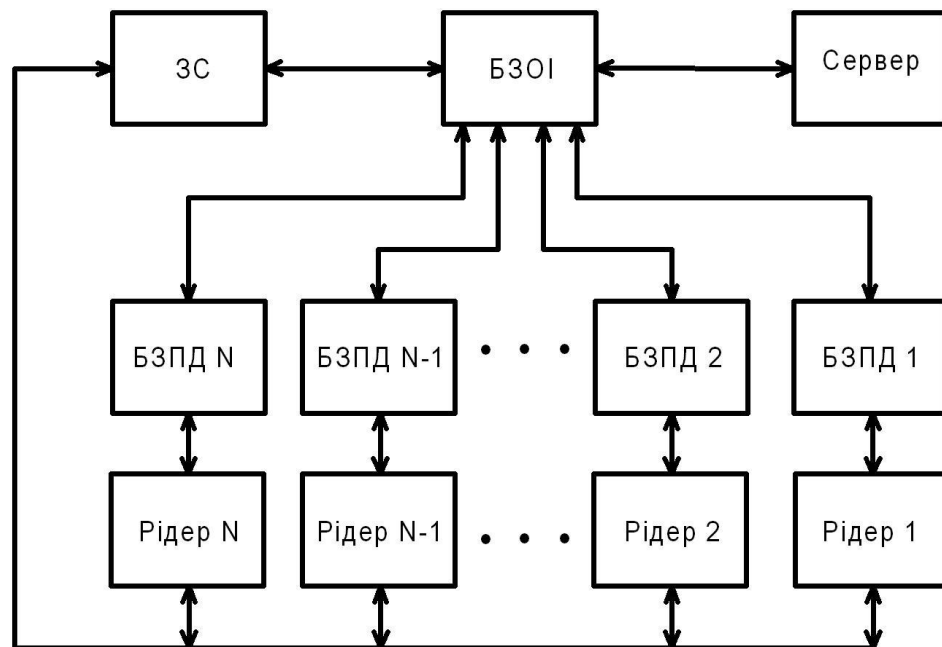 ЗС
БЗОІ
Сервер
БЗПД N
БЗПД N-1
БЗПД 2
БЗПД 1
Рідер N
Рідер N-1
Рідер 2
Рідер 1